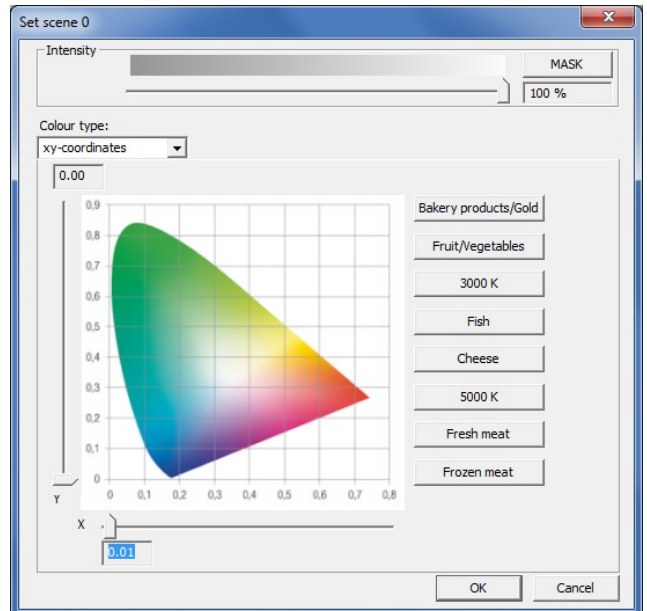 Set scene 0
Intensity
MASK
100 %
Colour type:
xy-coordinates
0.00
0,9
0,8
0,7
0,6
0,5
0,4
0,3
0,2
0,1
0
Y
0 0,1 0,2 0,3 0,4 0,5 0,6 0,7 0,8
X
0.01
Bakery products/Gold
Fruit/Vegetables
3000 K
Fish
Cheese
5000 K
Fresh meat
Frozen meat
OK Cancel